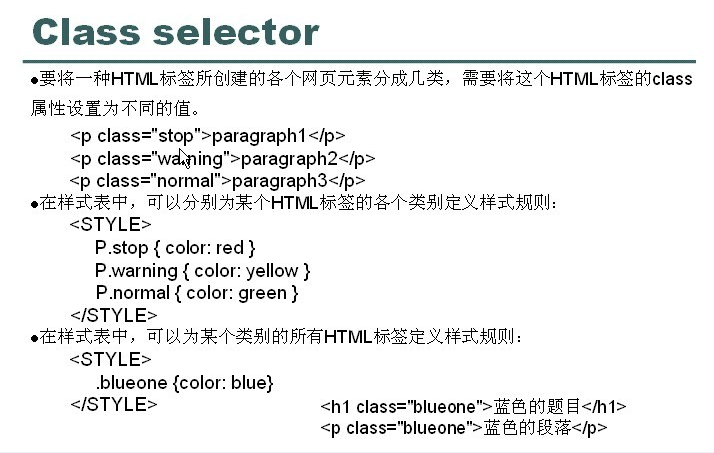 Class selector
●要将一种HTML标签所创建的各个网页元素分成几类，需要将这个HTML标签的class
属性设置为不同的值。
<p class="stop">paragraph1</p>
<p class="warning">paragraph2</p>
<p class="normal">paragraph3</p>
●在样式表中，可以分别为某个HTML标签的各个类别定义样式规则：
<STYLE>
P.stop { color: red }
P.warning { color: yellow }
P.normal { color: green }
</STYLE>
●在样式表中，可以为某个类别的所有HTML标签定义样式规则：
<STYLE>
.blueone {color: blue}
</STYLE>
<h1 class="blueone">蓝色的题目</h1>
<p class="blueone">蓝色的段落</p>